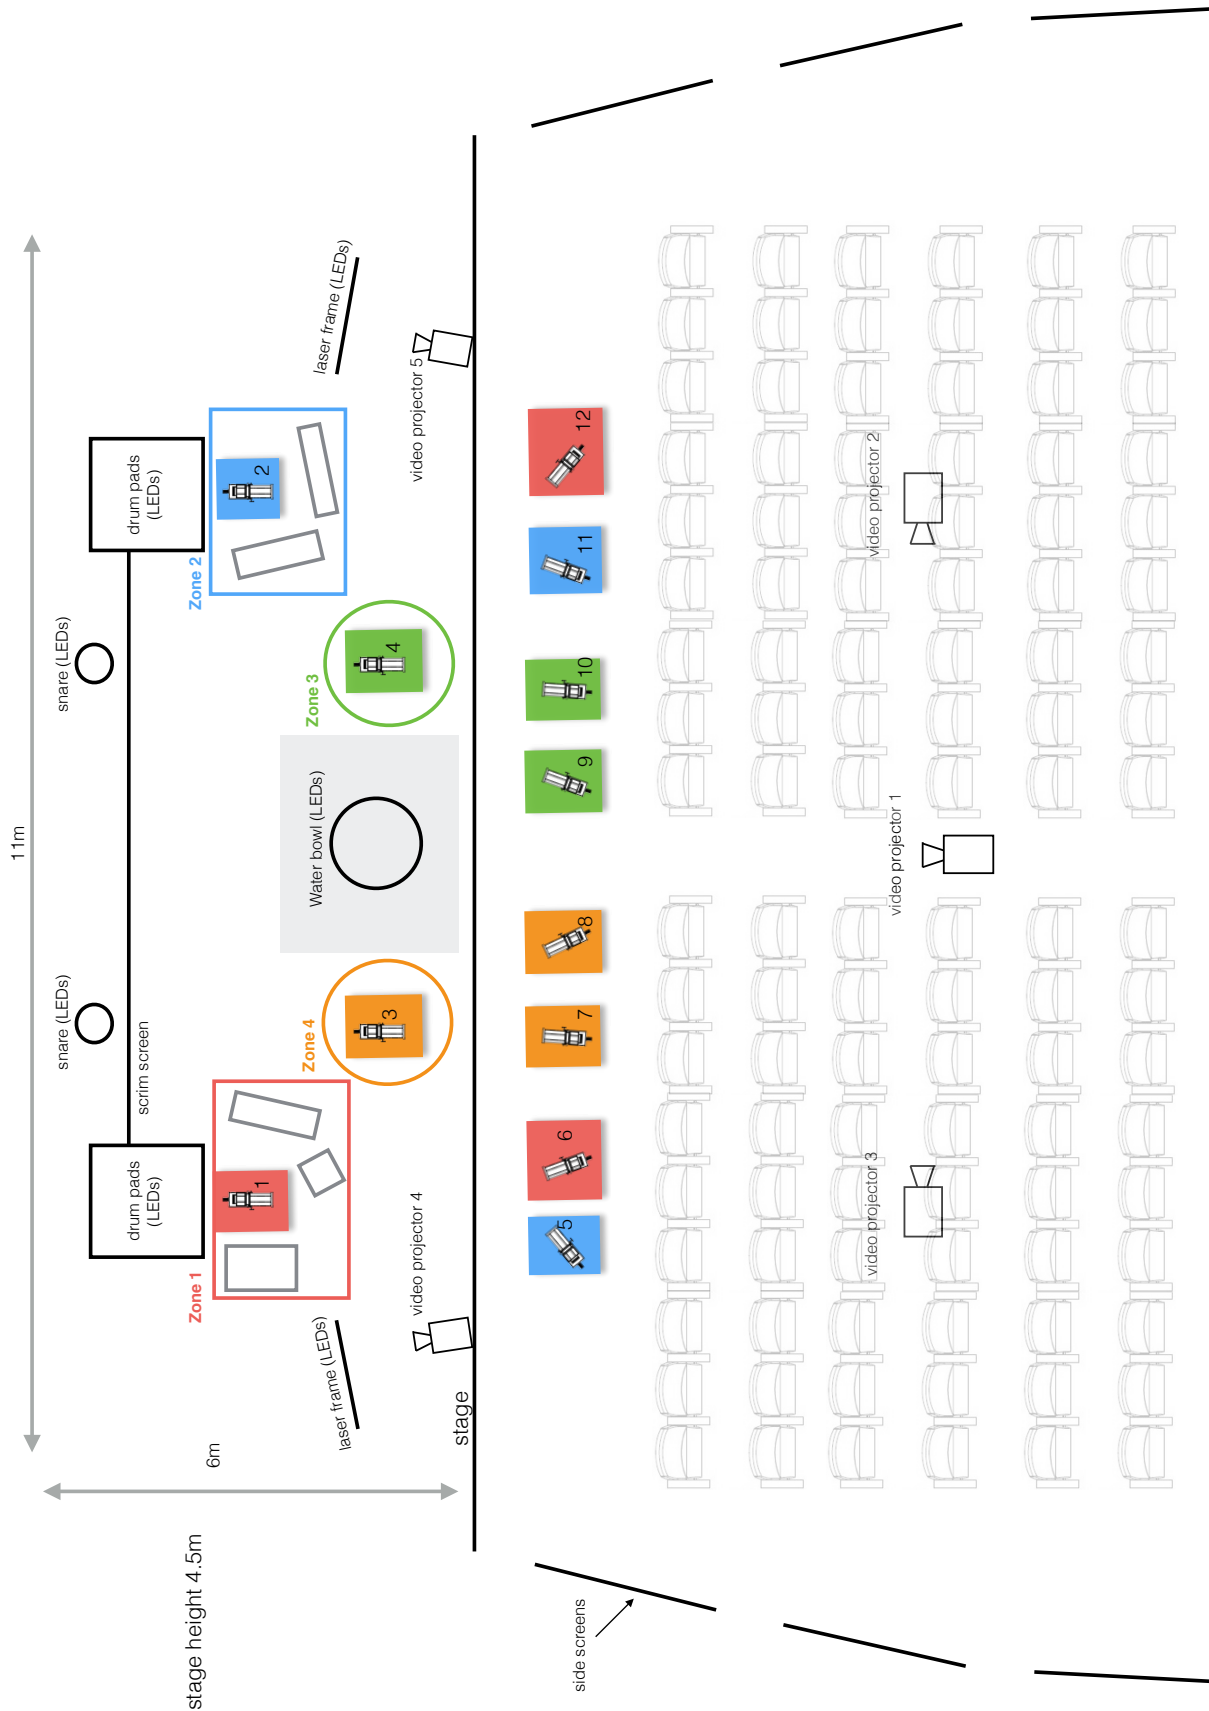 11m
6m
stage height 4.5m
snare (LEDs)
snare (LEDs)
scrim screen
drum pads
(LEDs)
drum pads
(LEDs)
Zone 1
1
Zone 2
2
Zone 4
3
Zone 3
4
Water bowl (LEDs)
laser frame (LEDs)
laser frame (LEDs)
video projector 4
video projector 5
stage
5
6
7
8
9
10
11
12
side screens
video projector 3
video projector 1
video projector 2